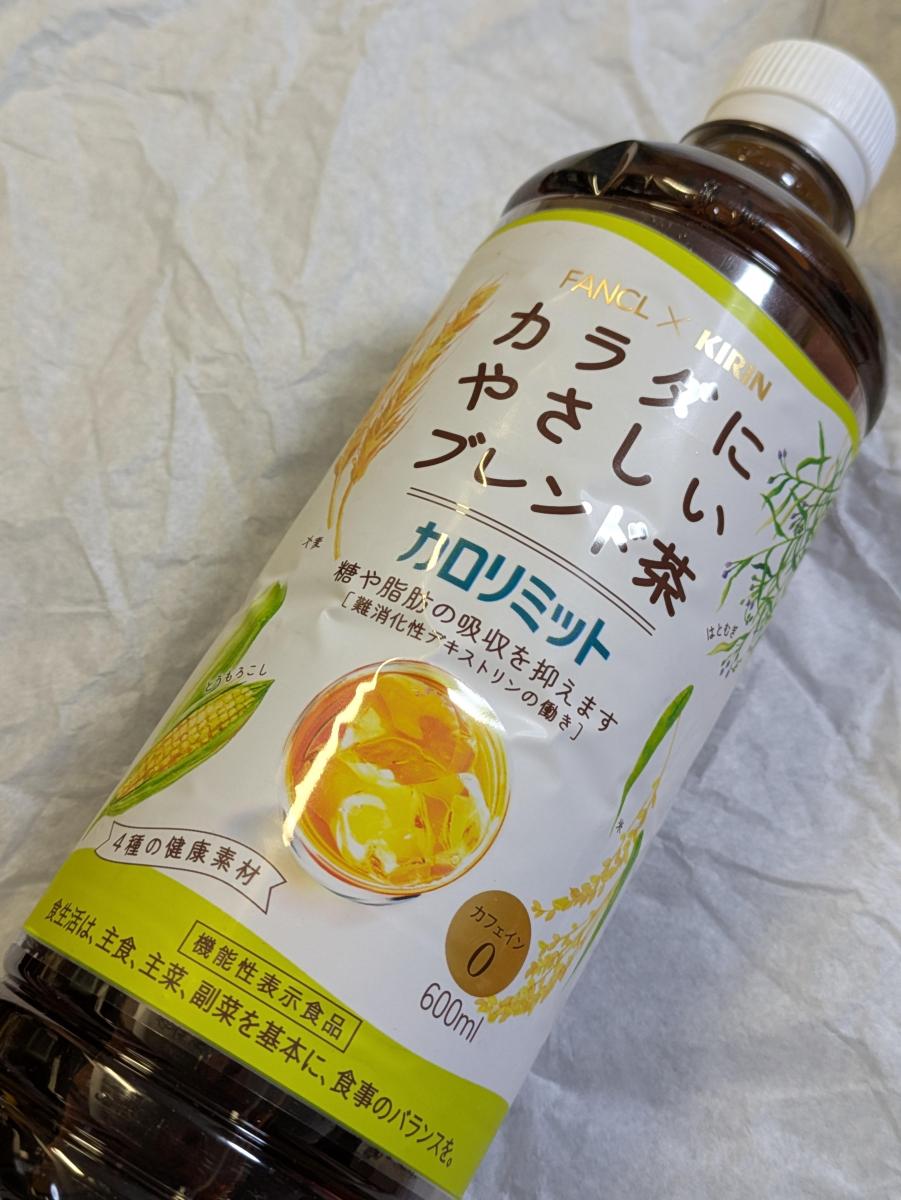 FANCL × KIRIN
カラダに
やさしい
ブレンド茶
カロリミット
糖や脂肪の吸収を抑えます
[難消化性デキストリンの働き]
大麦
はとむぎ
とうもろこし
米
4種の健康素材
カフェイン
0
600ml
機能性表示食品
食生活は、主食、主菜、副菜を基本に、食事のバランスを。